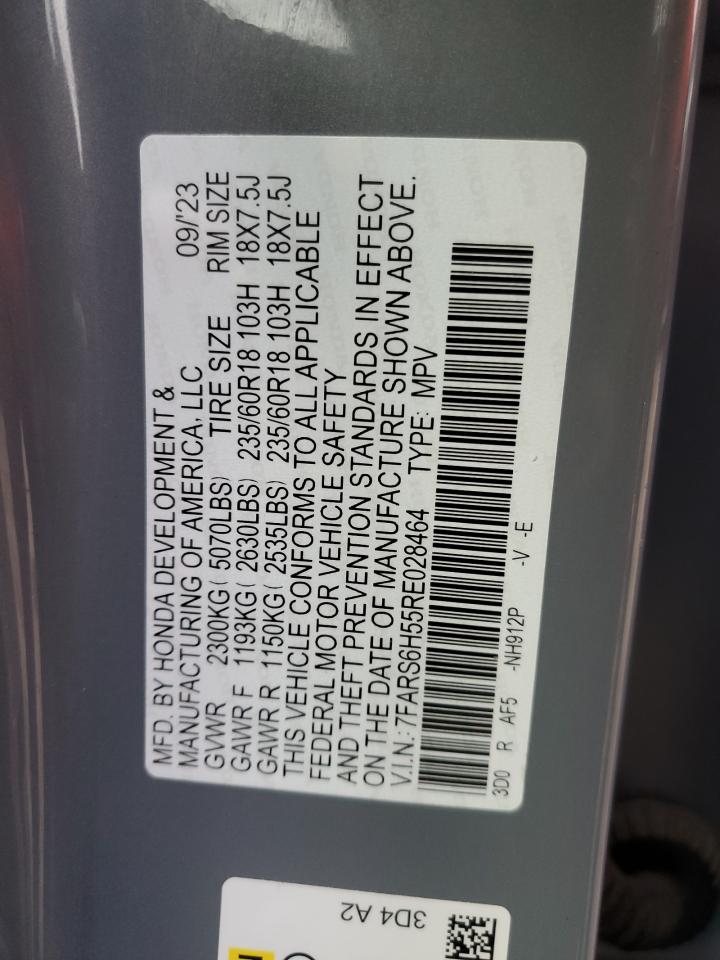 MFD. BY HONDA DEVELOPMENT &
MANUFACTURING OF AMERICA, LLC 09/'23
GVWR 2300KG( 5070LBS) TIRE SIZE RIM SIZE
GAWR F 1193KG( 2630LBS) 235/60R18 103H 18X7.5J
GAWR R 1150KG( 2535LBS) 235/60R18 103H 18X7.5J
THIS VEHICLE CONFORMS TO ALL APPLICABLE
FEDERAL MOTOR VEHICLE SAFETY
AND THEFT PREVENTION STANDARDS IN EFFECT
ON THE DATE OF MANUFACTURE SHOWN ABOVE.
V.I.N.: 7FARS6H55RE028464 TYPE: MPV
3D0 R AF5 -NH912P -V -E
3D4 A2